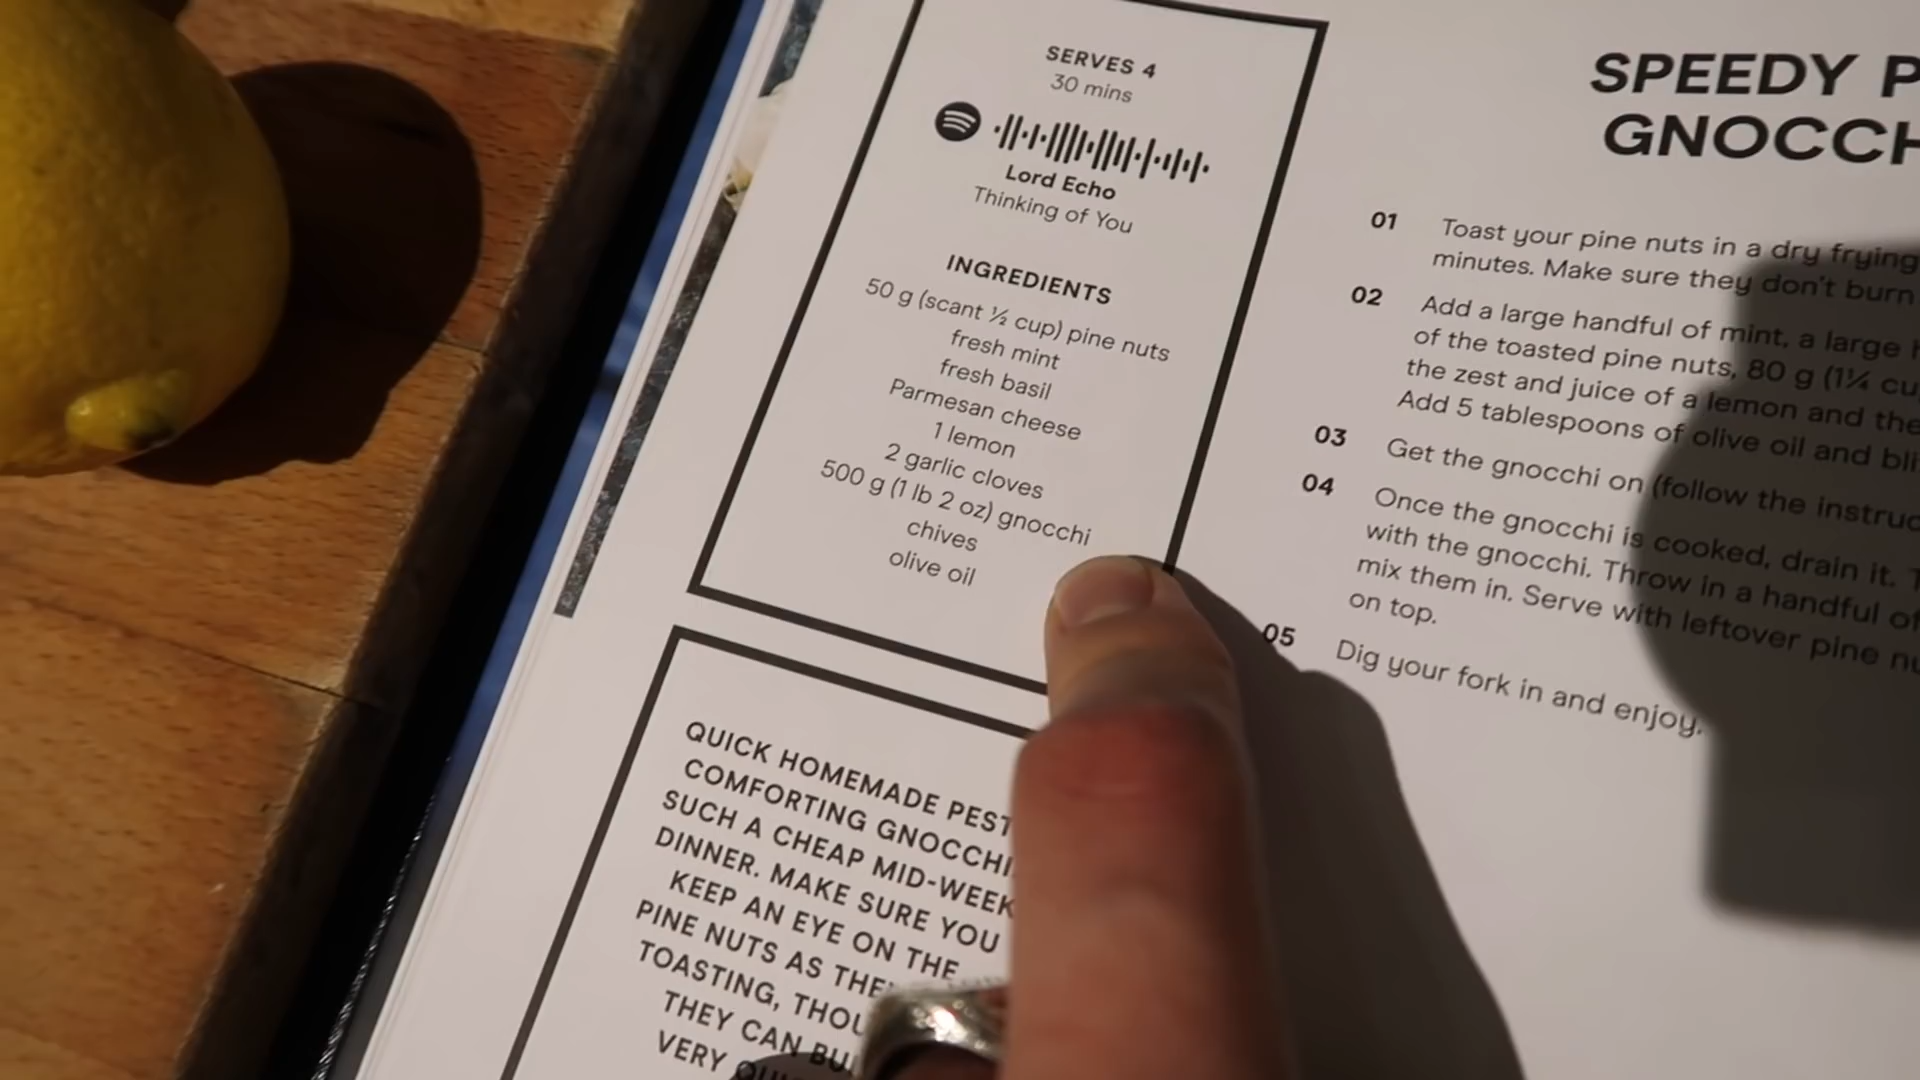 SERVES 4
30 mins
Lord Echo
Thinking of You
INGREDIENTS
50 g (scant ½ cup) pine nuts
fresh mint
fresh basil
Parmesan cheese
1 lemon
2 garlic cloves
500 g (1 lb 2 oz) gnocchi
chives
olive oil
QUICK HOMEMADE
COMFORTING GNOCCHI
SUCH A CHEAP MID-WEEK
DINNER. MAKE SURE YOU
KEEP AN EYE ON THE
PINE NUTS AS
TOASTING,
THEY CAN
VERY
SPEEDY
01 Toast your pine nuts in a dry frying
minutes. Make sure they don't burn
02 Add a large handful of mint, a large
of the toasted pine nuts, 80 g (1¼
the zest and juice of a lemon and the
Add 5 tablespoons of olive oil and
03 Get the gnocchi on (follow the
04 Once the gnocchi is cooked, drain it.
with the gnocchi. Throw in a handful of
mix them in. Serve with leftover pine
on top.
05 Dig your fork in and enjoy.